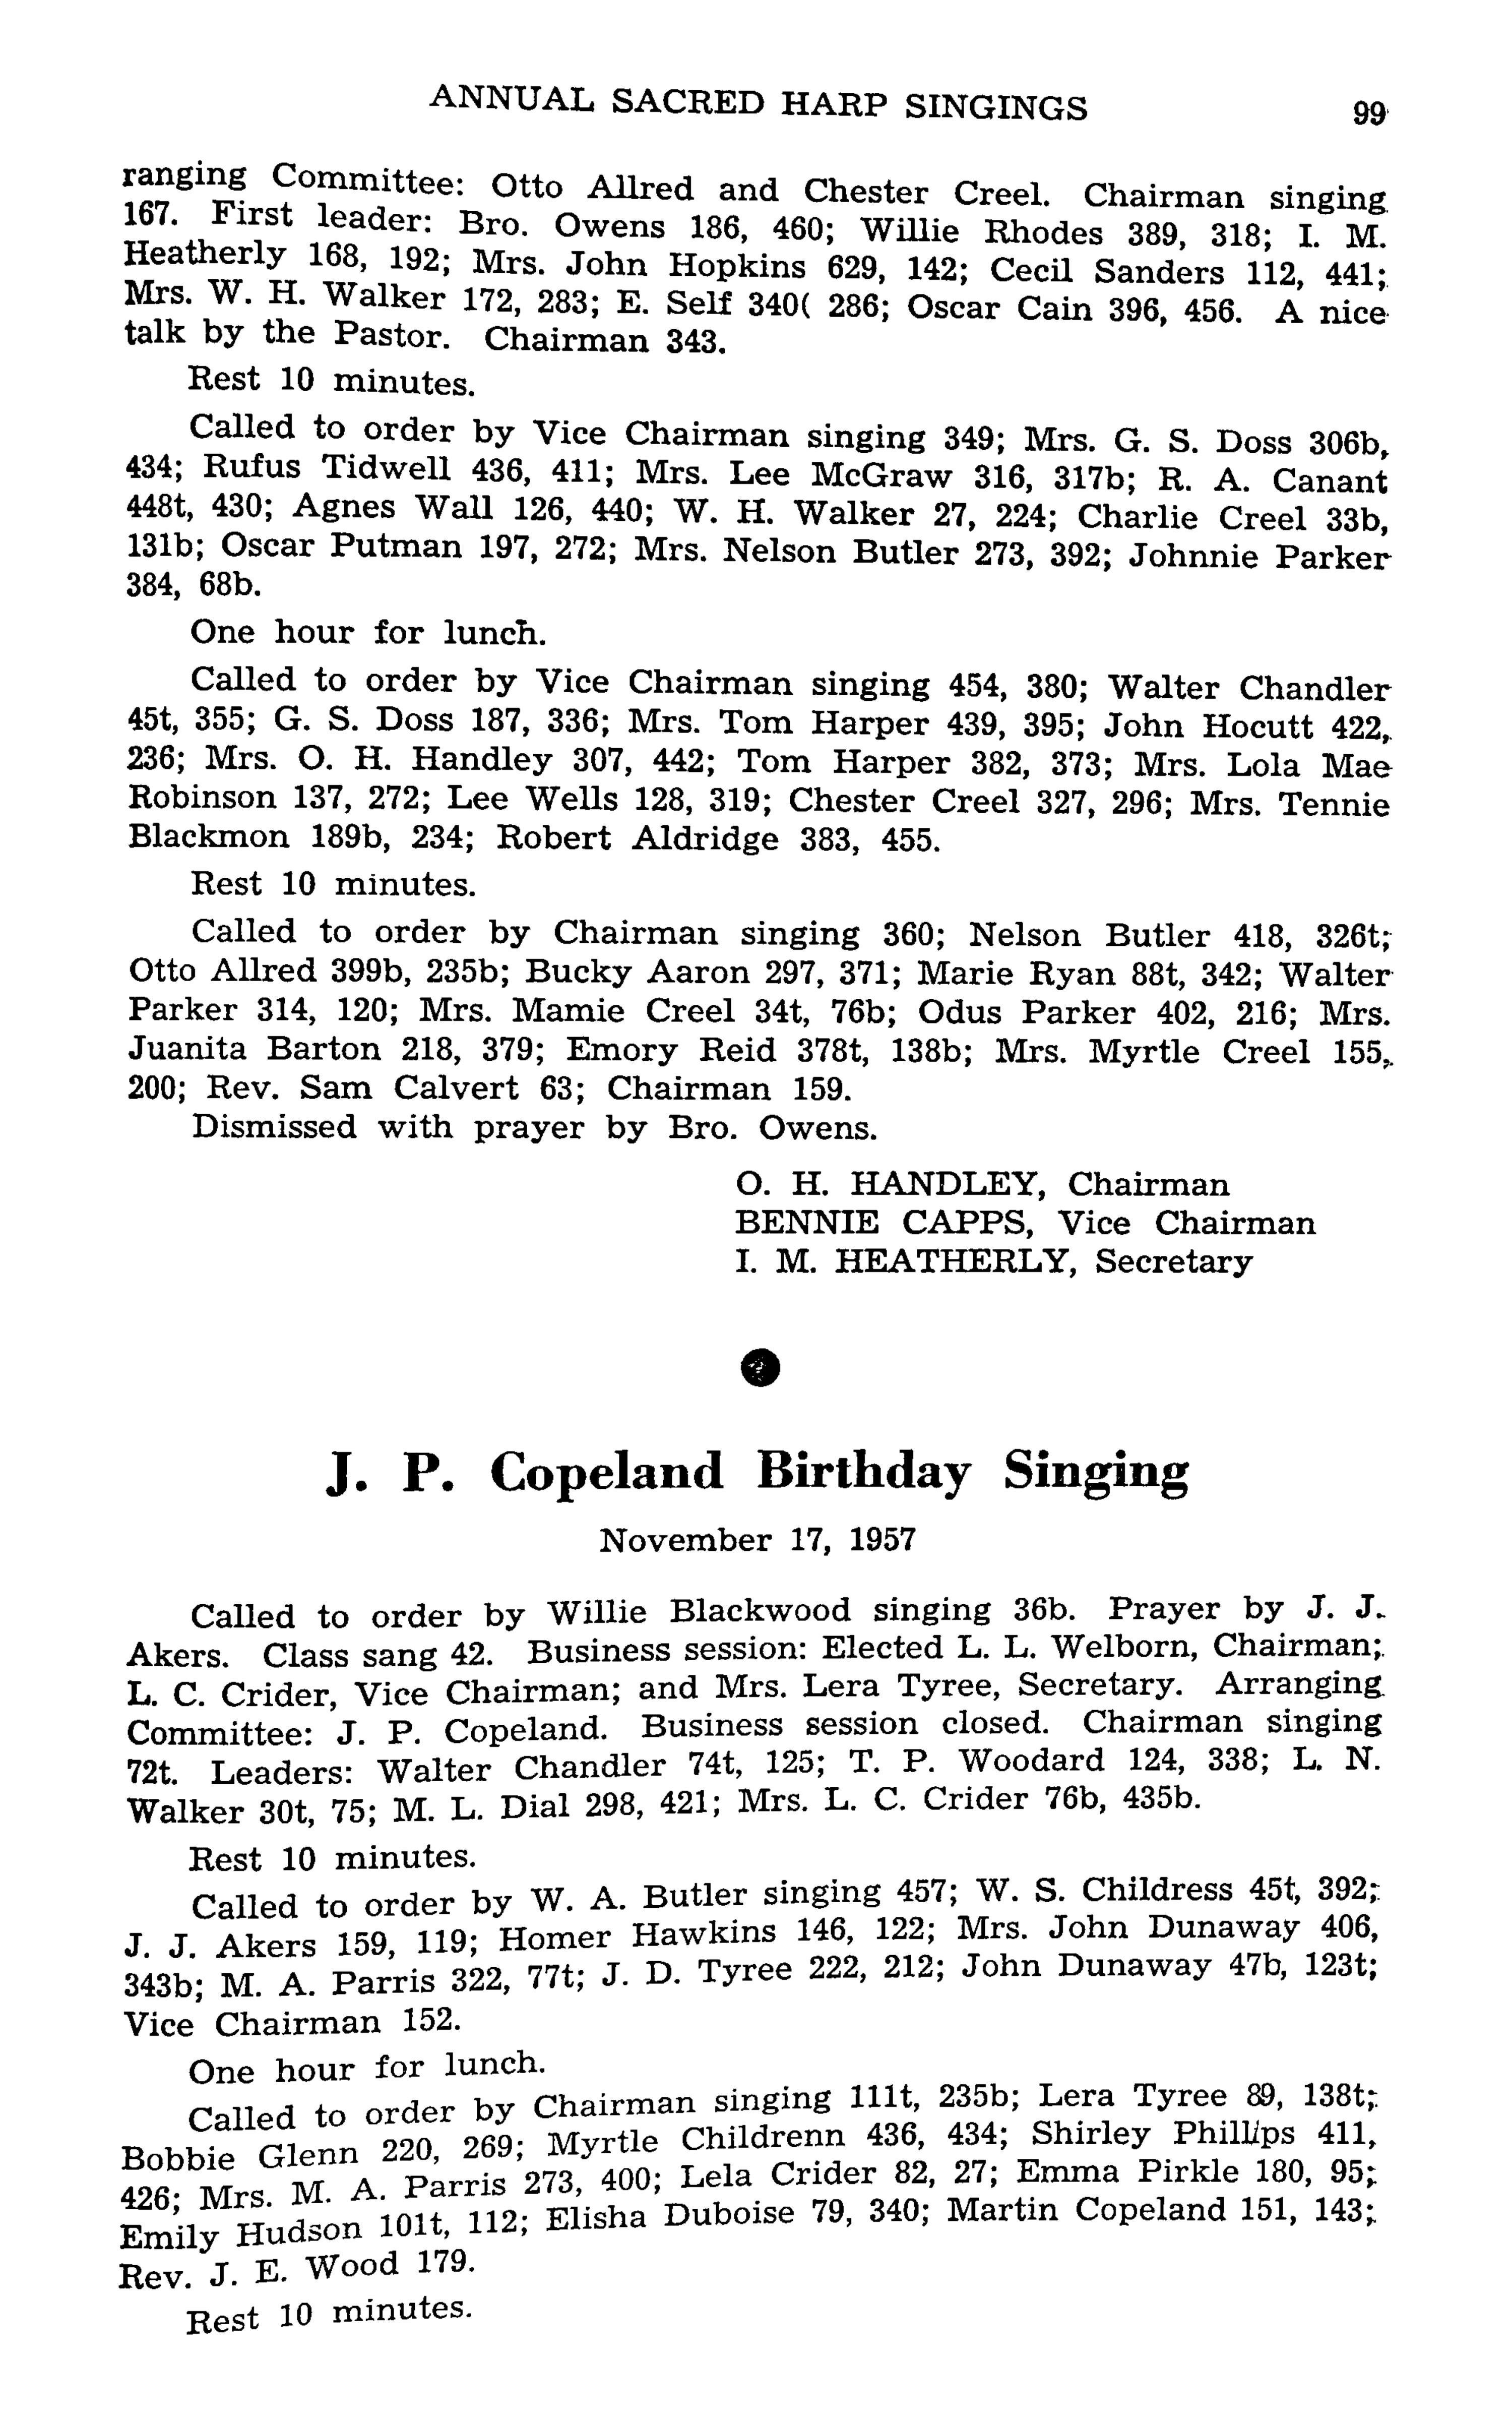 ANNUAL SACRED HARP SINGINGS 99
ranging Committee: Otto Allred and Chester Creel. Chairman singing
167. First leader: Bro. Owens 186, 460; Willie Rhodes 389, 318; I. M.
Heatherly 168, 192; Mrs. John Hopkins 629, 142; Cecil Sanders 112, 441;
Mrs. W. H. Walker 172, 283; E. Self 340( 286; Oscar Cain 396, 456. A nice
talk by the Pastor. Chairman 343.
Rest 10 minutes.
Called to order by Vice Chairman singing 349; Mrs. G. S. Doss 306b,
434; Rufus Tidwell 436, 411; Mrs. Lee McGraw 316, 317b; R. A. Canant
448t, 430; Agnes Wall 126, 440; W. H. Walker 27, 224; Charlie Creel 33b,
131b; Oscar Putman 197, 272; Mrs. Nelson Butler 273, 392; Johnnie Parker
384, 68b.
One hour for lunch.
Called to order by Vice Chairman singing 454, 380; Walter Chandler
45t, 355; G. S. Doss 187, 336; Mrs. Tom Harper 439, 395; John Hocutt 422,
236; Mrs. O. H. Handley 307, 442; Tom Harper 382, 373; Mrs. Lola Mae
Robinson 137, 272; Lee Wells 128, 319; Chester Creel 327, 296; Mrs. Tennie
Blackmon 189b, 234; Robert Aldridge 383, 455.
Rest 10 minutes.
Called to order by Chairman singing 360; Nelson Butler 418, 326t;
Otto Allred 399b, 235b; Bucky Aaron 297, 371; Marie Ryan 88t, 342; Walter
Parker 314, 120; Mrs. Mamie Creel 34t, 76b; Odus Parker 402, 216; Mrs.
Juanita Barton 218, 379; Emory Reid 378t, 138b; Mrs. Myrtle Creel 155,
200; Rev. Sam Calvert 63; Chairman 159.
Dismissed with prayer by Bro. Owens.
O. H. HANDLEY, Chairman
BENNIE CAPPS, Vice Chairman
I. M. HEATHERLY, Secretary
J. P. Copeland Birthday Singing
November 17, 1957
Called to order by Willie Blackwood singing 36b. Prayer by J. J.
Akers. Class sang 42. Business session: Elected L. L. Welborn, Chairman;
L. C. Crider, Vice Chairman; and Mrs. Lera Tyree, Secretary. Arranging
Committee: J. P. Copeland. Business session closed. Chairman singing
72t. Leaders: Walter Chandler 74t, 125; T. P. Woodard 124, 338; L. N.
Walker 30t, 75; M. L. Dial 298, 421; Mrs. L. C. Crider 76b, 435b.
Rest 10 minutes.
Called to order by W. A. Butler singing 457; W. S. Childress 45t, 392;
J. J. Akers 159, 119; Homer Hawkins 146, 122; Mrs. John Dunaway 406,
343b; M. A. Parris 322, 77t; J. D. Tyree 222, 212; John Dunaway 47b, 123t;
Vice Chairman 152.
One hour for lunch.
Called to order by Chairman singing 111t, 235b; Lera Tyree 89, 138t;
Bobbie Glenn 220, 269; Myrtle Childrenn 436, 434; Shirley Phillips 411,
426; Mrs. M. A. Parris 273, 400; Lela Crider 82, 27; Emma Pirkle 180, 95;
Emily Hudson 101t, 112; Elisha Duboise 79, 340; Martin Copeland 151, 143;
Rev. J. E. Wood 179.
Rest 10 minutes.